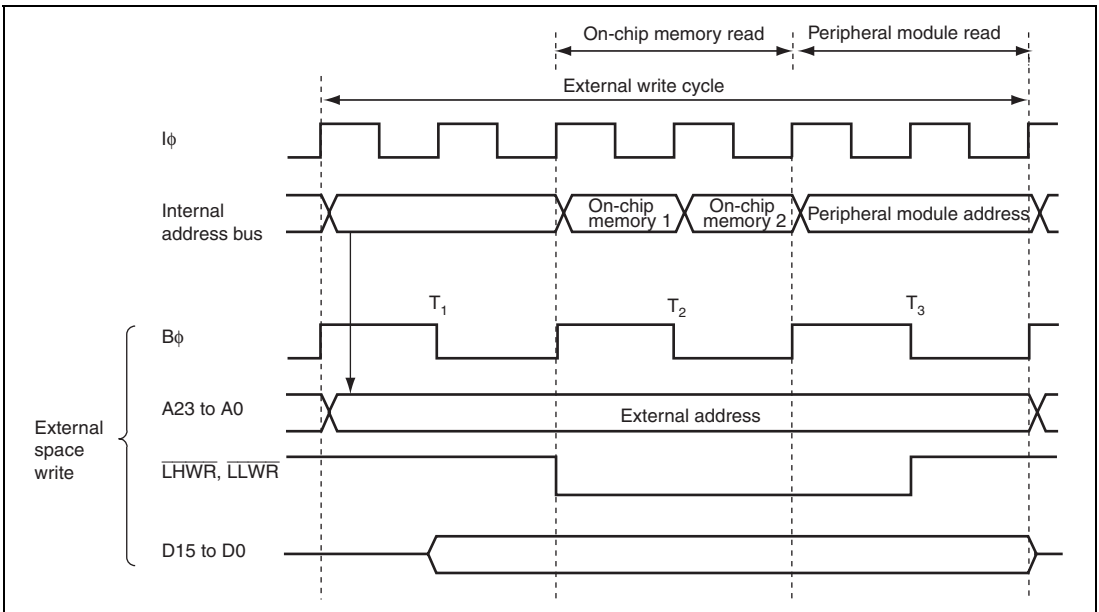 On-chip memory read
Peripheral module read
External write cycle
Iϕ
Internal
address bus
On-chip
memory 1
On-chip
memory 2
Peripheral module address
T1
T2
T3
Bϕ
A23 to A0
External address
External
space
write
LHWR, LLWR
D15 to D0